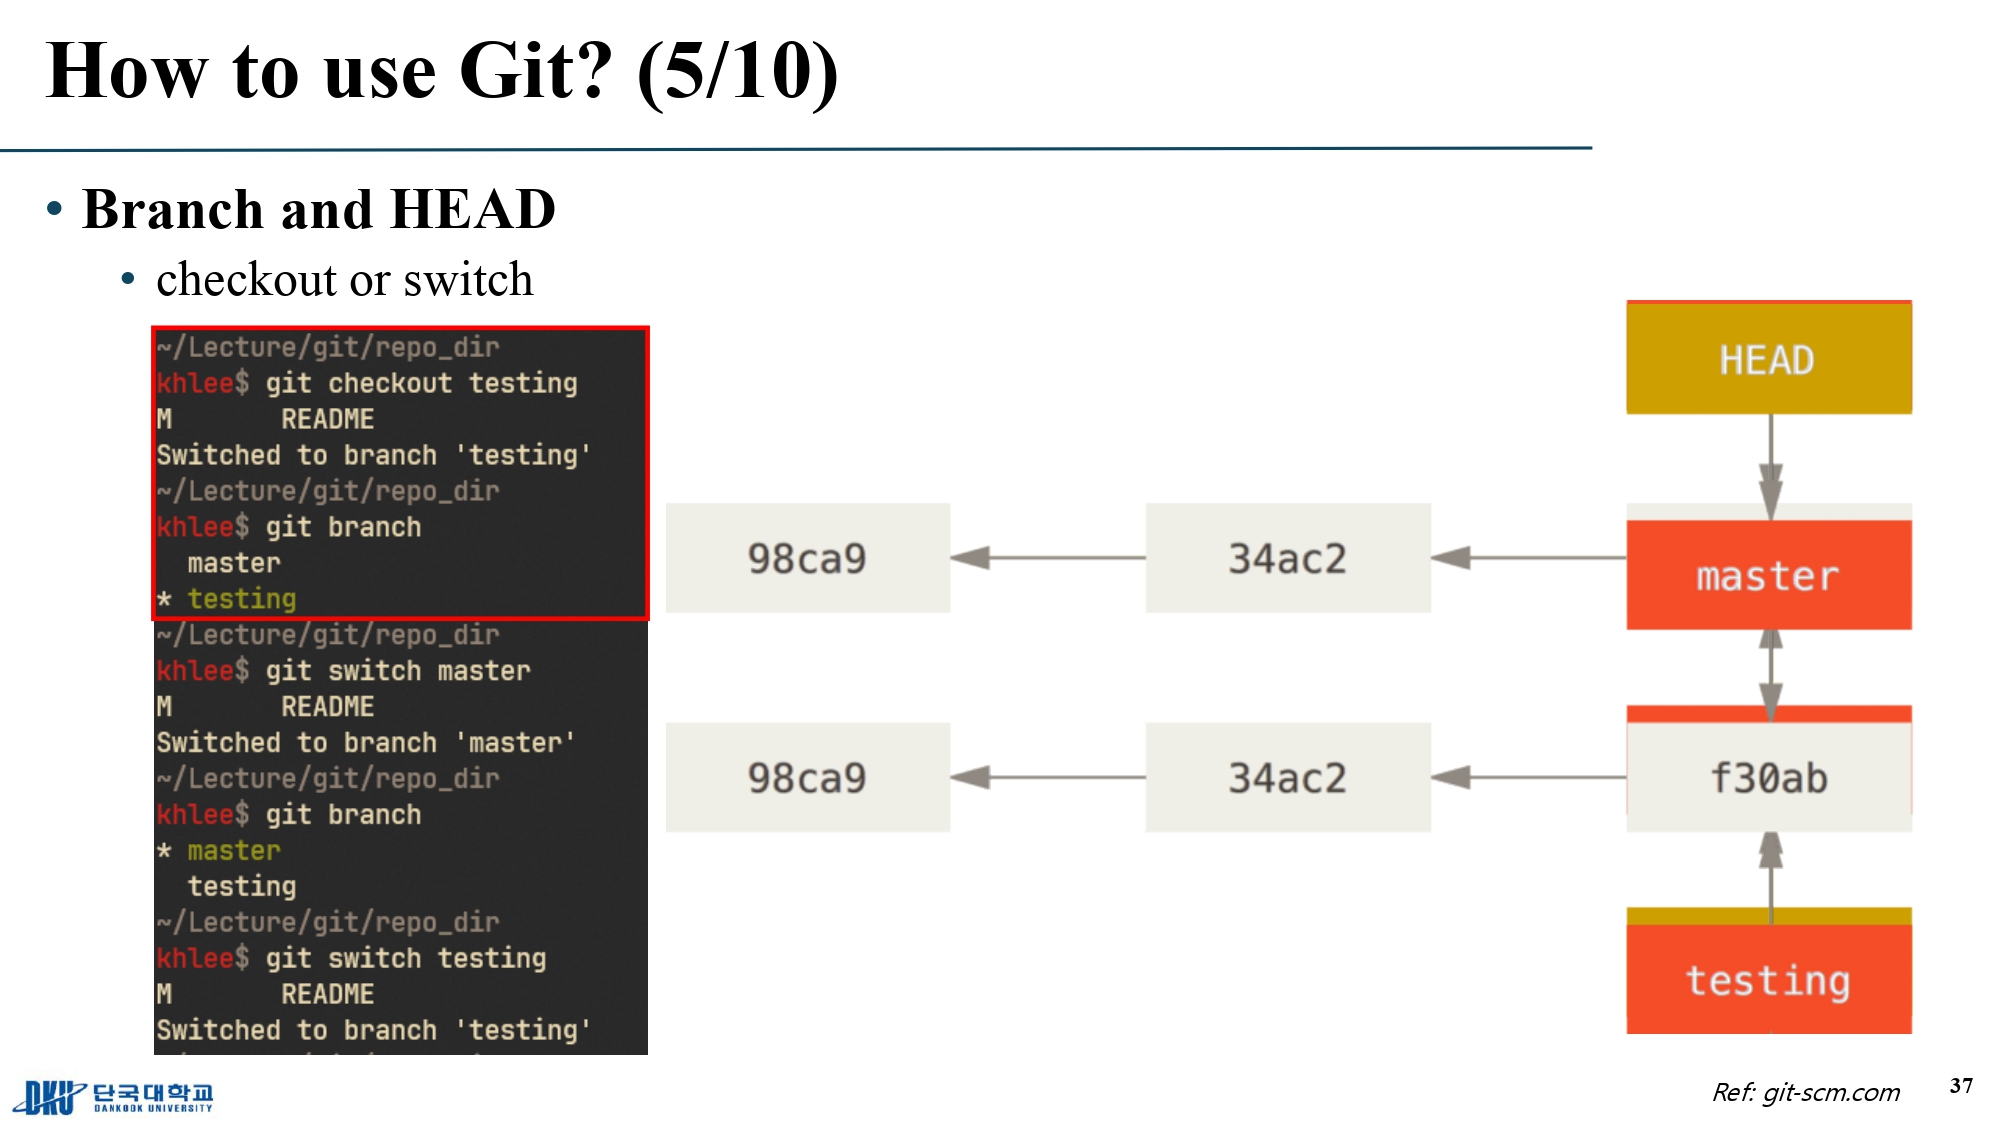 How to use Git? (5/10)
• Branch and HEAD
• checkout or switch
~/Lecture/git/repo_dir
khlee$ git checkout testing
M       README
Switched to branch 'testing'
~/Lecture/git/repo_dir
khlee$ git branch
  master
* testing
~/Lecture/git/repo_dir
khlee$ git switch master
M       README
Switched to branch 'master'
~/Lecture/git/repo_dir
khlee$ git branch
* master
  testing
~/Lecture/git/repo_dir
khlee$ git switch testing
M       README
Switched to branch 'testing'
HEAD
98ca9
34ac2
master
98ca9
34ac2
f30ab
testing
DKU 단국대학교
DANKOOK UNIVERSITY
Ref: git-scm.com
37